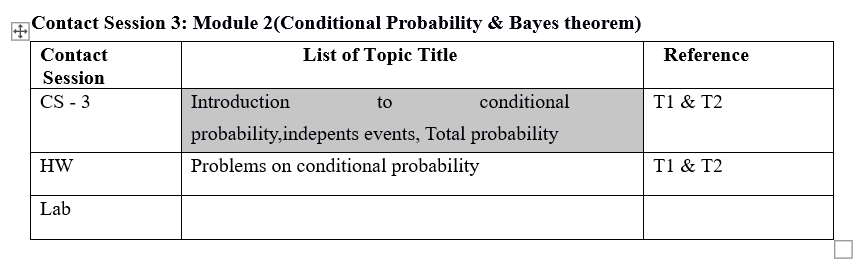 Contact Session 3: Module 2(Conditional Probability & Bayes theorem)
Contact
Session
List of Topic Title
Reference
CS - 3
Introduction to conditional
probability,indepents events, Total probability
T1 & T2
HW
Problems on conditional probability
T1 & T2
Lab